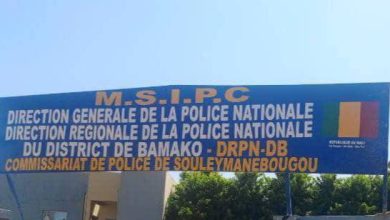 M.S.I.P.C
DIRECTION GENERALE DE LA POLICE NATIONALE
DIRECTION REGIONALE DE LA POLICE NATIONALE
DU DISTRICT DE BAMAKO - DRPN-DB
COMMISSARIAT DE POLICE DE SOULEYMANEBOUGOU
REPUBLIQUE DU MALI